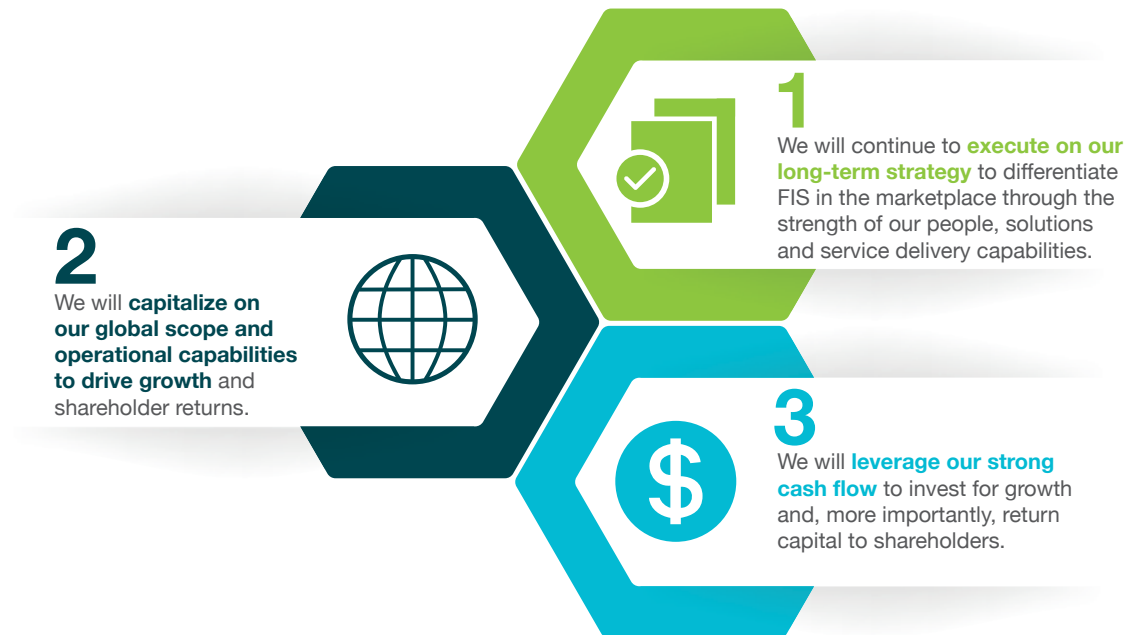 1
We will continue to execute on our
long-term strategy to differentiate
FIS in the marketplace through the
strength of our people, solutions
and service delivery capabilities.
2
We will capitalize on
our global scope and
operational capabilities
to drive growth and
shareholder returns.
3
We will leverage our strong
cash flow to invest for growth
and, more importantly, return
capital to shareholders.
$